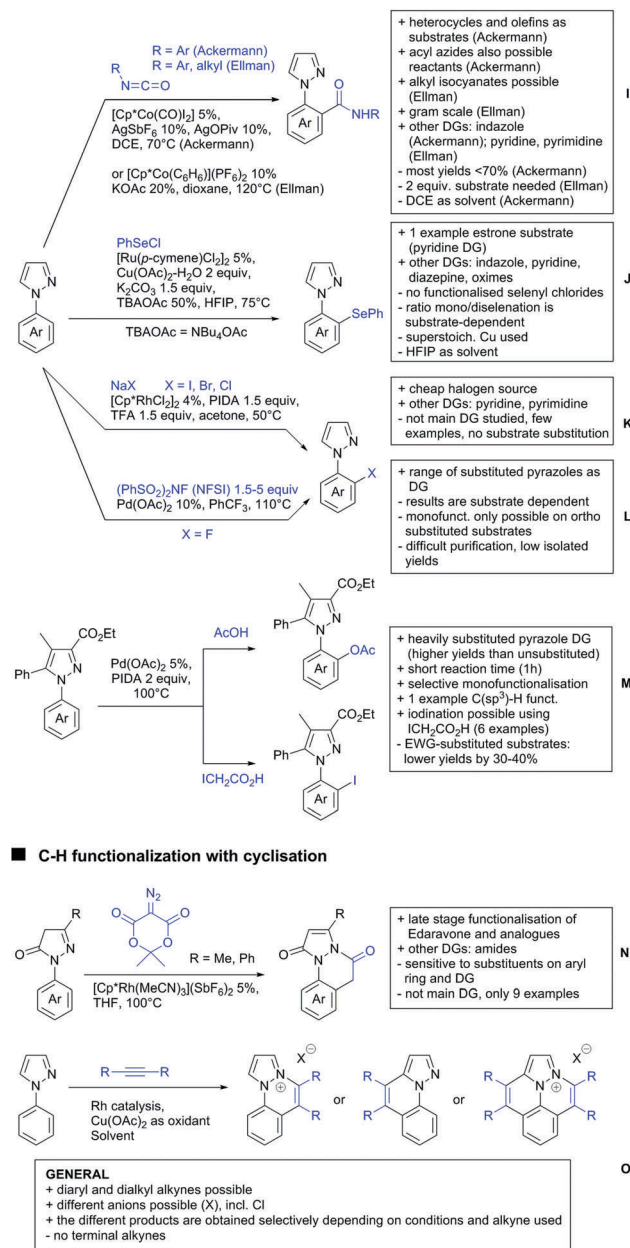 R = Ar (Ackermann)
R = Ar, alkyl (Ellman)
R
N=C=O
[Cp*Co(CO)I2] 5%,
AgSbF6 10%, AgOPiv 10%,
DCE, 70°C (Ackermann)
or [Cp*Co(C6H6)](PF6)2 10%
KOAc 20%, dioxane, 120°C (Ellman)
N
N
O
NHR
Ar
+ heterocycles and olefins as
substrates (Ackermann)
+ acyl azides also possible
reactants (Ackermann)
+ alkyl isocyanates possible
(Ellman)
+ gram scale (Ellman)
+ other DGs: indazole
(Ackermann); pyridine, pyrimidine
(Ellman)
- most yields <70% (Ackermann)
- 2 equiv. substrate needed (Ellman)
- DCE as solvent (Ackermann)
I
N
N
Ar
PhSeCl
[Ru(p-cymene)Cl2]2 5%,
Cu(OAc)2-H2O 2 equiv,
K2CO3 1.5 equiv,
TBAOAc 50%, HFIP, 75°C
TBAOAc = NBu4OAc
N
N
SePh
Ar
+ 1 example estrone substrate
(pyridine DG)
+ other DGs: indazole, pyridine,
diazepine, oximes
- no functionalised selenyl chlorides
- ratio mono/diselenation is
substrate-dependent
- superstoich. Cu used
- HFIP as solvent
J
NaX X = I, Br, Cl
[Cp*RhCl2]2 4%, PIDA 1.5 equiv,
TFA 1.5 equiv, acetone, 50°C
+ cheap halogen source
+ other DGs: pyridine, pyrimidine
- not main DG studied, few
examples, no substrate substitution
K
N
N
X
Ar
(PhSO2)2NF (NFSI) 1.5-5 equiv
Pd(OAc)2 10%, PhCF3, 110°C
X = F
+ range of substituted pyrazoles as
DG
- results are substrate dependent
- monofunct. only possible on ortho
substituted substrates
- difficult purification, low isolated
yields
L
CO2Et
Ph
N
N
Ar
Pd(OAc)2 5%,
PIDA 2 equiv,
100°C
AcOH
CO2Et
Ph
N
N
OAc
Ar
ICH2CO2H
CO2Et
Ph
N
N
I
Ar
+ heavily substituted pyrazole DG
(higher yields than unsubstituted)
+ short reaction time (1h)
+ selective monofunctionalisation
+ 1 example C(sp3)-H funct.
+ iodination possible using
ICH2CO2H (6 examples)
- EWG-substituted substrates:
lower yields by 30-40%
M
C-H functionalization with cyclisation
R
O
N
N
Ar
N2
O
O
O
O
R = Me, Ph
[Cp*Rh(MeCN)3](SbF6)2 5%,
THF, 100°C
R
O
N
N
O
Ar
+ late stage functionalisation of
Edaravone and analogues
+ other DGs: amides
- sensitive to substituents on aryl
ring and DG
- not main DG, only 9 examples
N
N
N
R
R
Rh catalysis,
Cu(OAc)2 as oxidant
Solvent
X⊖
N
N
⊕
R
R
or
R
R
N
N
or
X⊖
R
R
N
N
⊕
R
R
O
GENERAL
+ diaryl and dialkyl alkynes possible
+ different anions possible (X), incl. Cl
+ the different products are obtained selectively depending on conditions and alkyne used
- no terminal alkynes